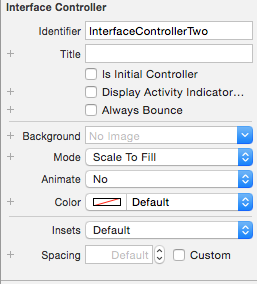 Interface Controller
Identifier InterfaceControllerTwo
Title
Is Initial Controller
+ Display Activity Indicator...
+ Always Bounce
+ Background No Image
+ Mode Scale To Fill
Animate No
+ Color Default
Insets Default
+ Spacing Default Custom